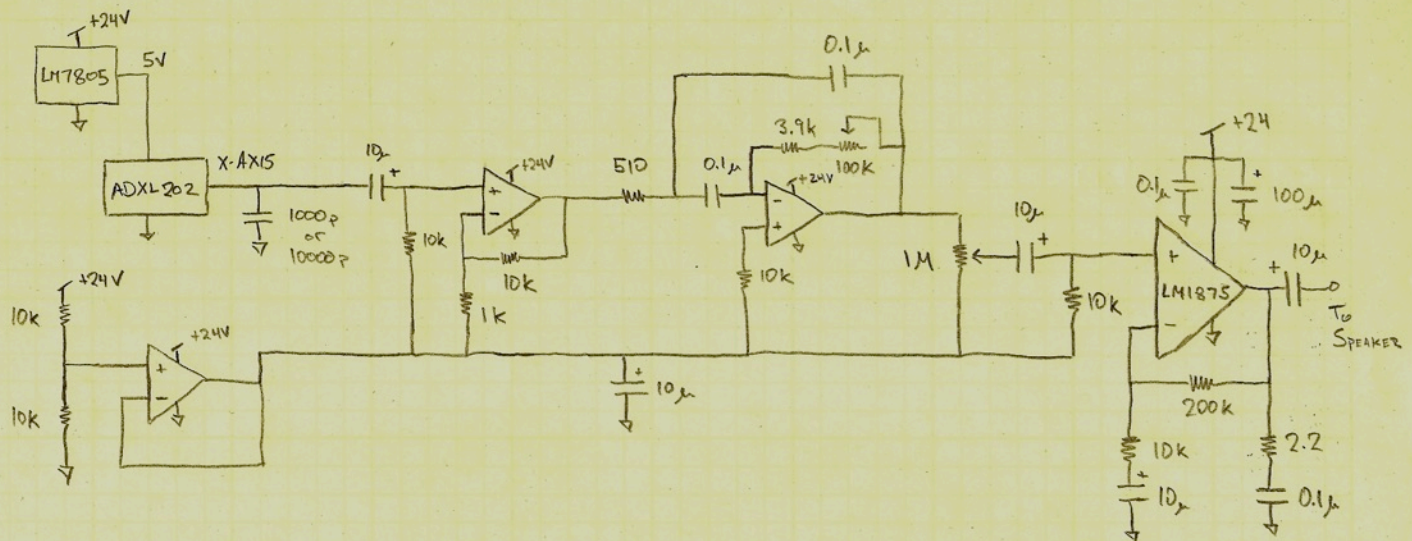 +24V
LM7805
5V
ADXL202
X-AXIS
1000p
or
10000p
10μ
+
+24V
+
-
10k
10k
1k
510
0.1μ
0.1μ
3.9k
100k
+24V
-
+
10k
1M
10μ
+
10k
+24
0.1μ
+
100μ
+
LM1875
-
+
10μ
To
SPEAKER
200k
10k
+
10μ
2.2
0.1μ
+24V
10k
10k
+24V
+
-
+
10μ